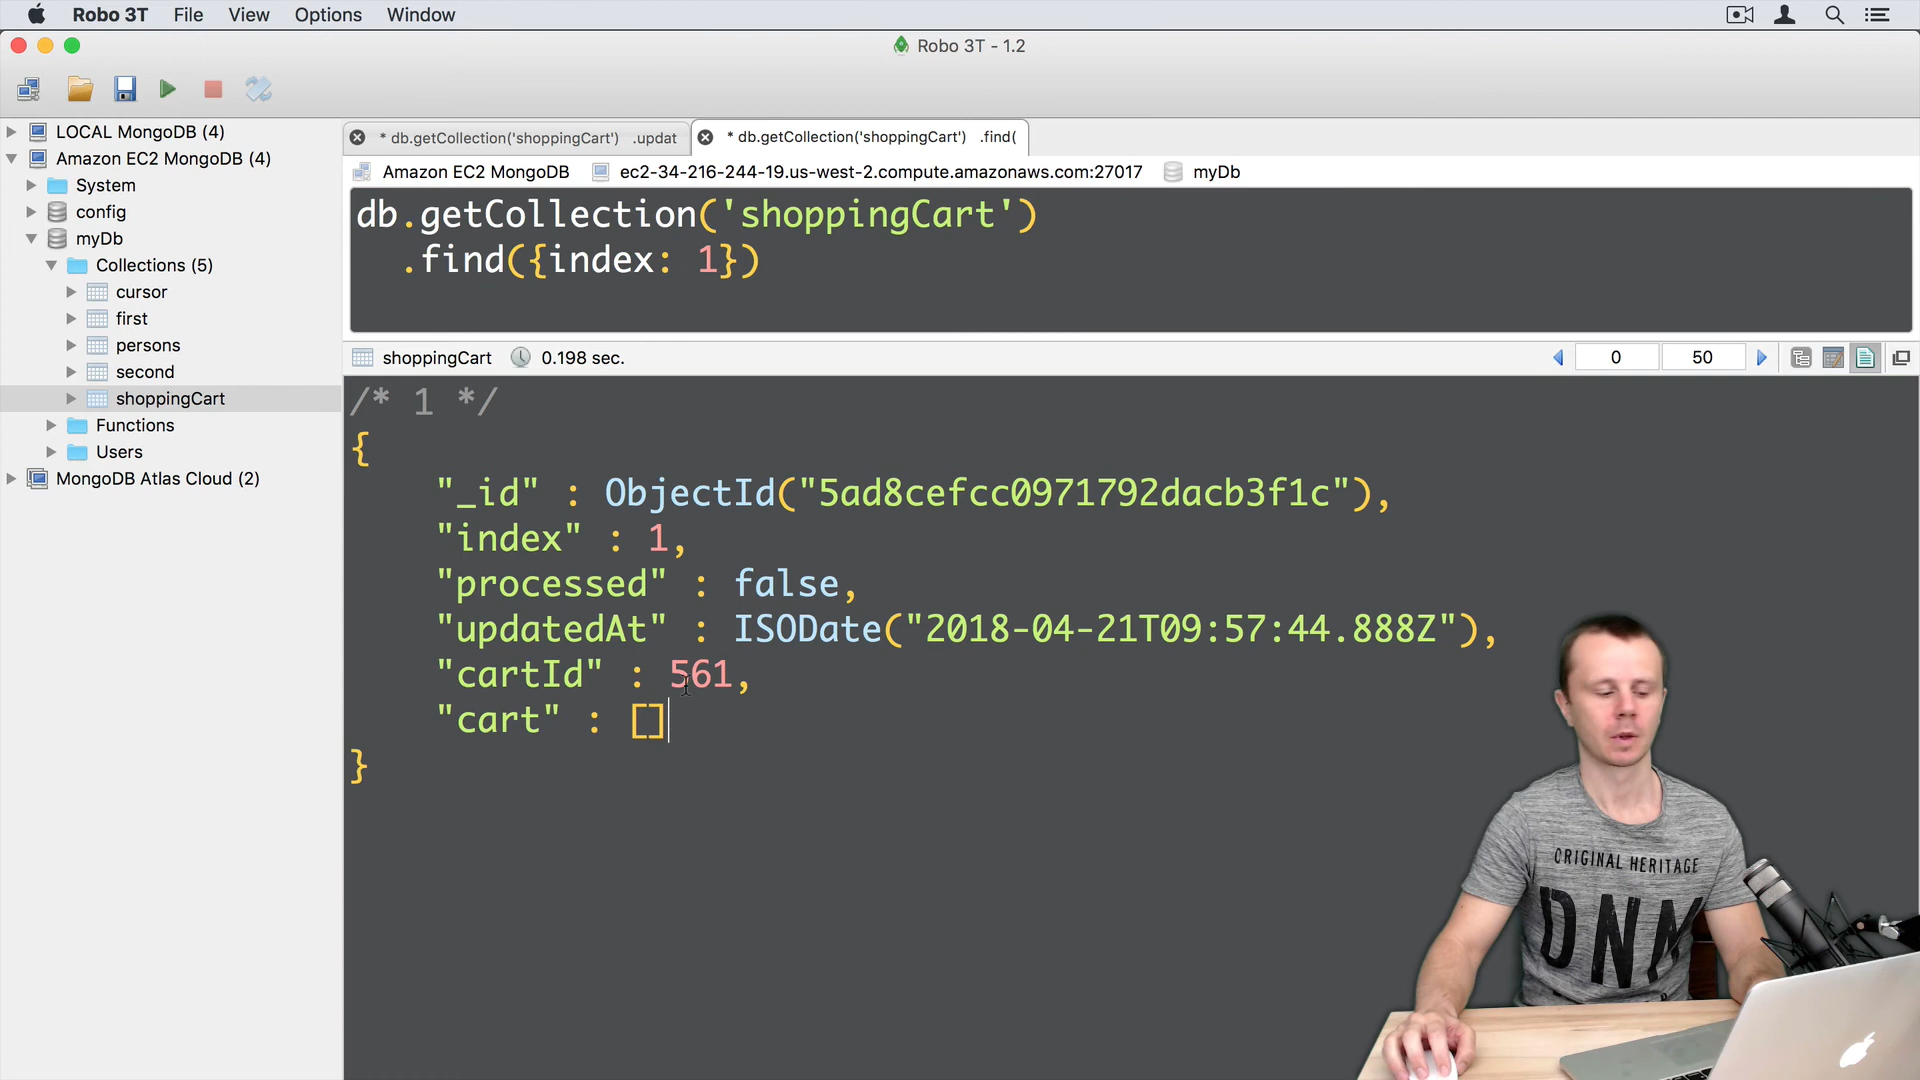 Robo 3T File View Options Window
Robo 3T - 1.2
LOCAL MongoDB (4)
Amazon EC2 MongoDB (4)
System
config
myDb
Collections (5)
cursor
first
persons
second
shoppingCart
Functions
Users
MongoDB Atlas Cloud (2)
* db.getCollection('shoppingCart') .updat
* db.getCollection('shoppingCart') .find(
Amazon EC2 MongoDB ec2-34-216-244-19.us-west-2.compute.amazonaws.com:27017 myDb
db.getCollection('shoppingCart')
.find({index: 1})
shoppingCart 0.198 sec. 0 50
/* 1 */
{
"_id" : ObjectId("5ad8cefcc0971792dacb3f1c"),
"index" : 1,
"processed" : false,
"updatedAt" : ISODate("2018-04-21T09:57:44.888Z"),
"cartId" : 561,
"cart" : []
}
ORIGINAL HERITAGE
DNM